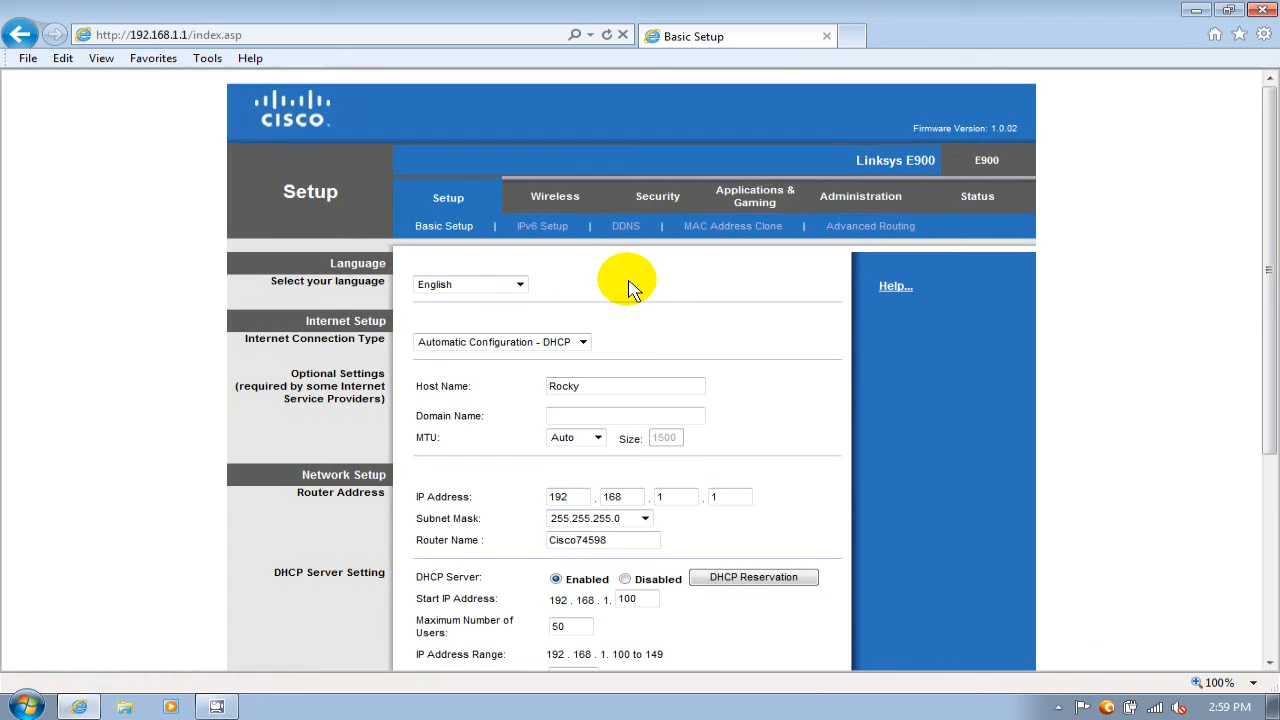 http://192.168.1.1/index.asp
Basic Setup
File Edit View Favorites Tools Help
CISCO
Firmware Version: 1.0.02
Linksys E900 E900
Setup
Setup Wireless Security Applications & Gaming Administration Status
Basic Setup | IPv6 Setup | DDNS | MAC Address Clone | Advanced Routing
Language
Select your language
English
Help...
Internet Setup
Internet Connection Type
Automatic Configuration - DHCP
Optional Settings
(required by some Internet
Service Providers)
Host Name: Rocky
Domain Name:
MTU: Auto Size: 1500
Network Setup
Router Address
IP Address: 192 . 168 . 1 . 1
Subnet Mask: 255.255.255.0
Router Name : Cisco74598
DHCP Server Setting
DHCP Server: Enabled Disabled DHCP Reservation
Start IP Address: 192 . 168 . 1. 100
Maximum Number of
Users: 50
IP Address Range: 192 . 168 . 1. 100 to 149
100%
2:59 PM